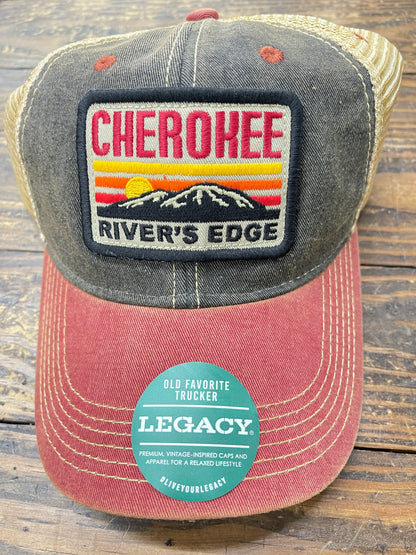 CHEROKEE
RIVER'S EDGE
OLD FAVORITE
TRUCKER
LEGACY®
PREMIUM, VINTAGE-INSPIRED CAPS AND
APPAREL FOR A RELAXED LIFESTYLE
#LIVEYOURLEGACY